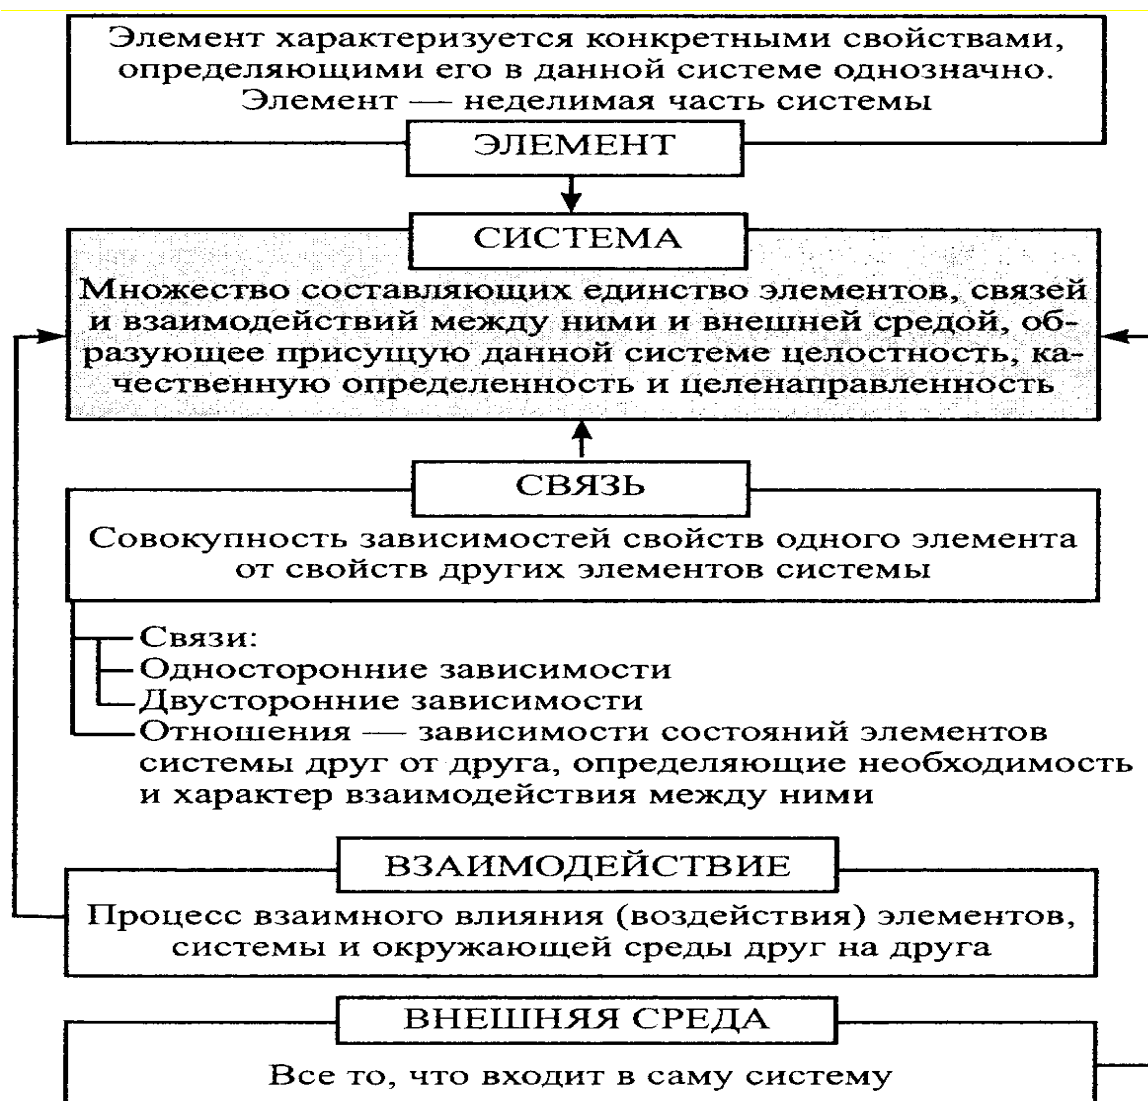 Элемент характеризуется конкретными свойствами,
определяющими его в данной системе однозначно.
Элемент — неделимая часть системы
ЭЛЕМЕНТ
СИСТЕМА
Множество составляющих единство элементов, связей
и взаимодействий между ними и внешней средой, об-
разующее присущую данной системе целостность, ка-
чественную определенность и целенаправленность
СВЯЗЬ
Совокупность зависимостей свойств одного элемента
от свойств других элементов системы
Связи:
Односторонние зависимости
Двусторонние зависимости
Отношения — зависимости состояний элементов
системы друг от друга, определяющие необходимость
и характер взаимодействия между ними
ВЗАИМОДЕЙСТВИЕ
Процесс взаимного влияния (воздействия) элементов,
системы и окружающей среды друг на друга
ВНЕШНЯЯ СРЕДА
Все то, что входит в саму систему